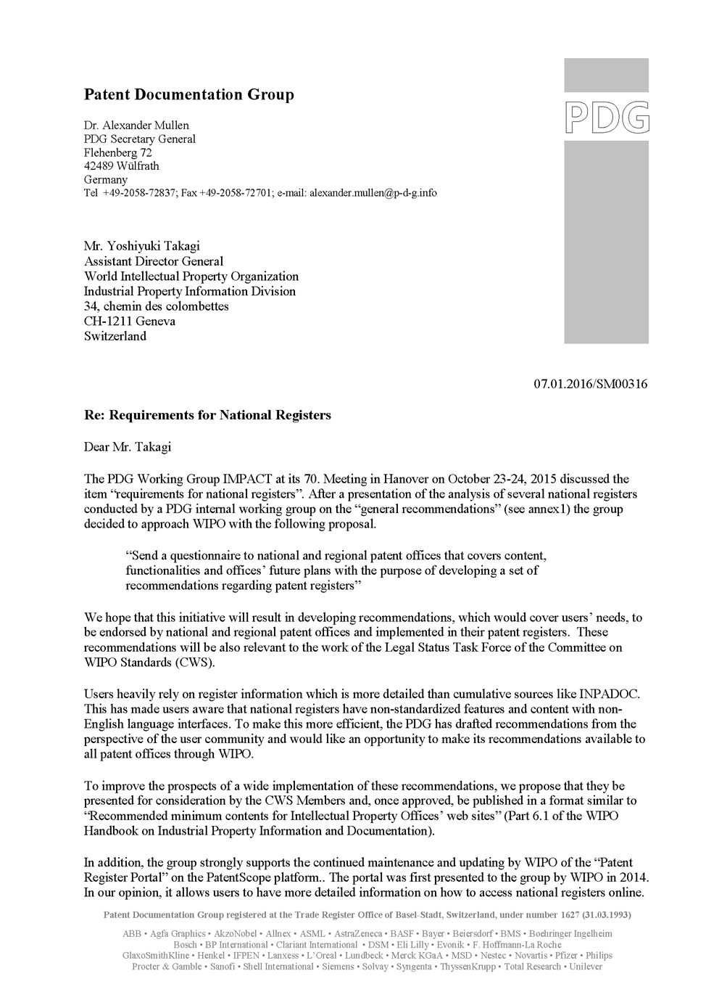 Patent Documentation Group
PDG
Dr. Alexander Mullen
PDG Secretary General
Flehenberg 72
42489 Wülfrath
Germany
Tel  +49-2058-72837; Fax +49-2058-72701; e-mail: alexander.mullen@p-d-g.info
Mr. Yoshiyuki Takagi
Assistant Director General
World Intellectual Property Organization
Industrial Property Information Division
34, chemin des colombettes
CH-1211 Geneva
Switzerland
07.01.2016/SM00316
Re: Requirements for National Registers
Dear Mr. Takagi
The PDG Working Group IMPACT at its 70. Meeting in Hanover on October 23-24, 2015 discussed the
item “requirements for national registers”. After a presentation of the analysis of several national registers
conducted by a PDG internal working group on the “general recommendations” (see annex1) the group
decided to approach WIPO with the following proposal.
“Send a questionnaire to national and regional patent offices that covers content,
functionalities and offices’ future plans with the purpose of developing a set of
recommendations regarding patent registers”
We hope that this initiative will result in developing recommendations, which would cover users’ needs, to
be endorsed by national and regional patent offices and implemented in their patent registers.  These
recommendations will be also relevant to the work of the Legal Status Task Force of the Committee on
WIPO Standards (CWS).
Users heavily rely on register information which is more detailed than cumulative sources like INPADOC.
This has made users aware that national registers have non-standardized features and content with non-
English language interfaces. To make this more efficient, the PDG has drafted recommendations from the
perspective of the user community and would like an opportunity to make its recommendations available to
all patent offices through WIPO.
To improve the prospects of a wide implementation of these recommendations, we propose that they be
presented for consideration by the CWS Members and, once approved, be published in a format similar to
“Recommended minimum contents for Intellectual Property Offices’ web sites” (Part 6.1 of the WIPO
Handbook on Industrial Property Information and Documentation).
In addition, the group strongly supports the continued maintenance and updating by WIPO of the “Patent
Register Portal” on the PatentScope platform.. The portal was first presented to the group by WIPO in 2014.
In our opinion, it allows users to have more detailed information on how to access national registers online.
Patent Documentation Group registered at the Trade Register Office of Basel-Stadt, Switzerland, under number 1627 (31.03.1993)
ABB • Agfa Graphics • AkzoNobel • Allnex • ASML • AstraZeneca • BASF • Bayer • Beiersdorf • BMS • Boehringer Ingelheim
Bosch • BP International • Clariant International • DSM • Eli Lilly • Evonik • F. Hoffmann-La Roche
GlaxoSmithKline • Henkel • IFPEN • Lanxess • L’Oreal • Lundbeck • Merck KGaA • MSD • Nestec • Novartis • Pfizer • Philips
Procter & Gamble • Sanofi • Shell International • Siemens • Solvay • Syngenta • ThyssenKrupp • Total Research • Unilever